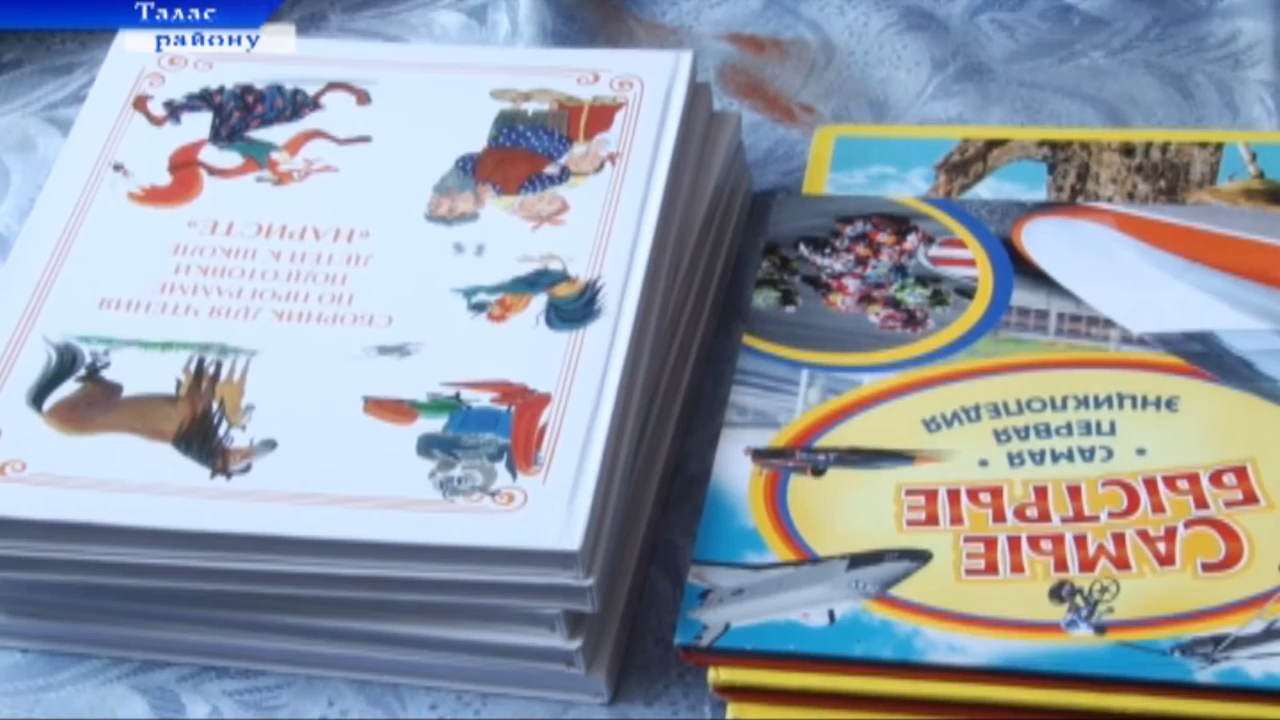 Талас
району
СБОРНИК ДЛЯ ЧТЕНИЯ
ПО ПРОГРАММЕ
ПОДГОТОВКИ
ДЕТЕЙ К ШКОЛЕ
«НАРИСТЕ»
САМЫЕ
БЫСТРЫЕ
• САМАЯ •
ПЕРВАЯ
ЭНЦИКЛОПЕДИЯ